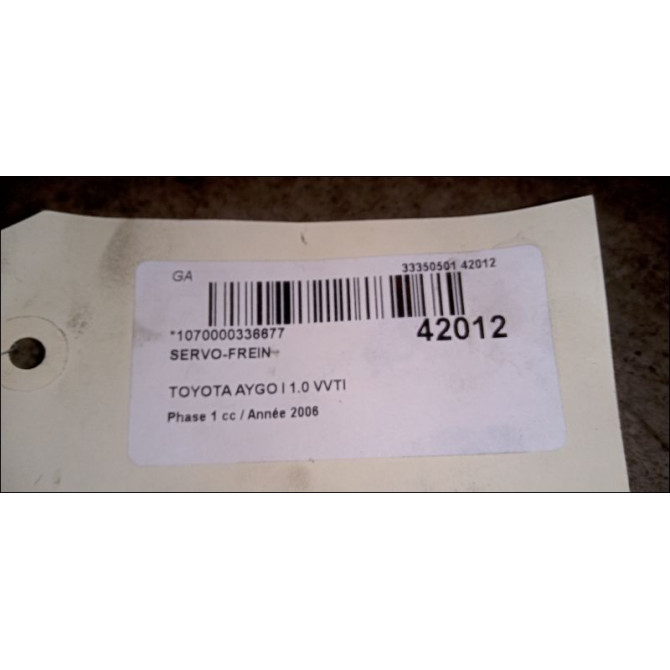 GA 33350501 42012
*1070000336677 42012
SERVO-FREIN
TOYOTA AYGO I 1.0 VVTI
Phase 1 cc / Année 2006